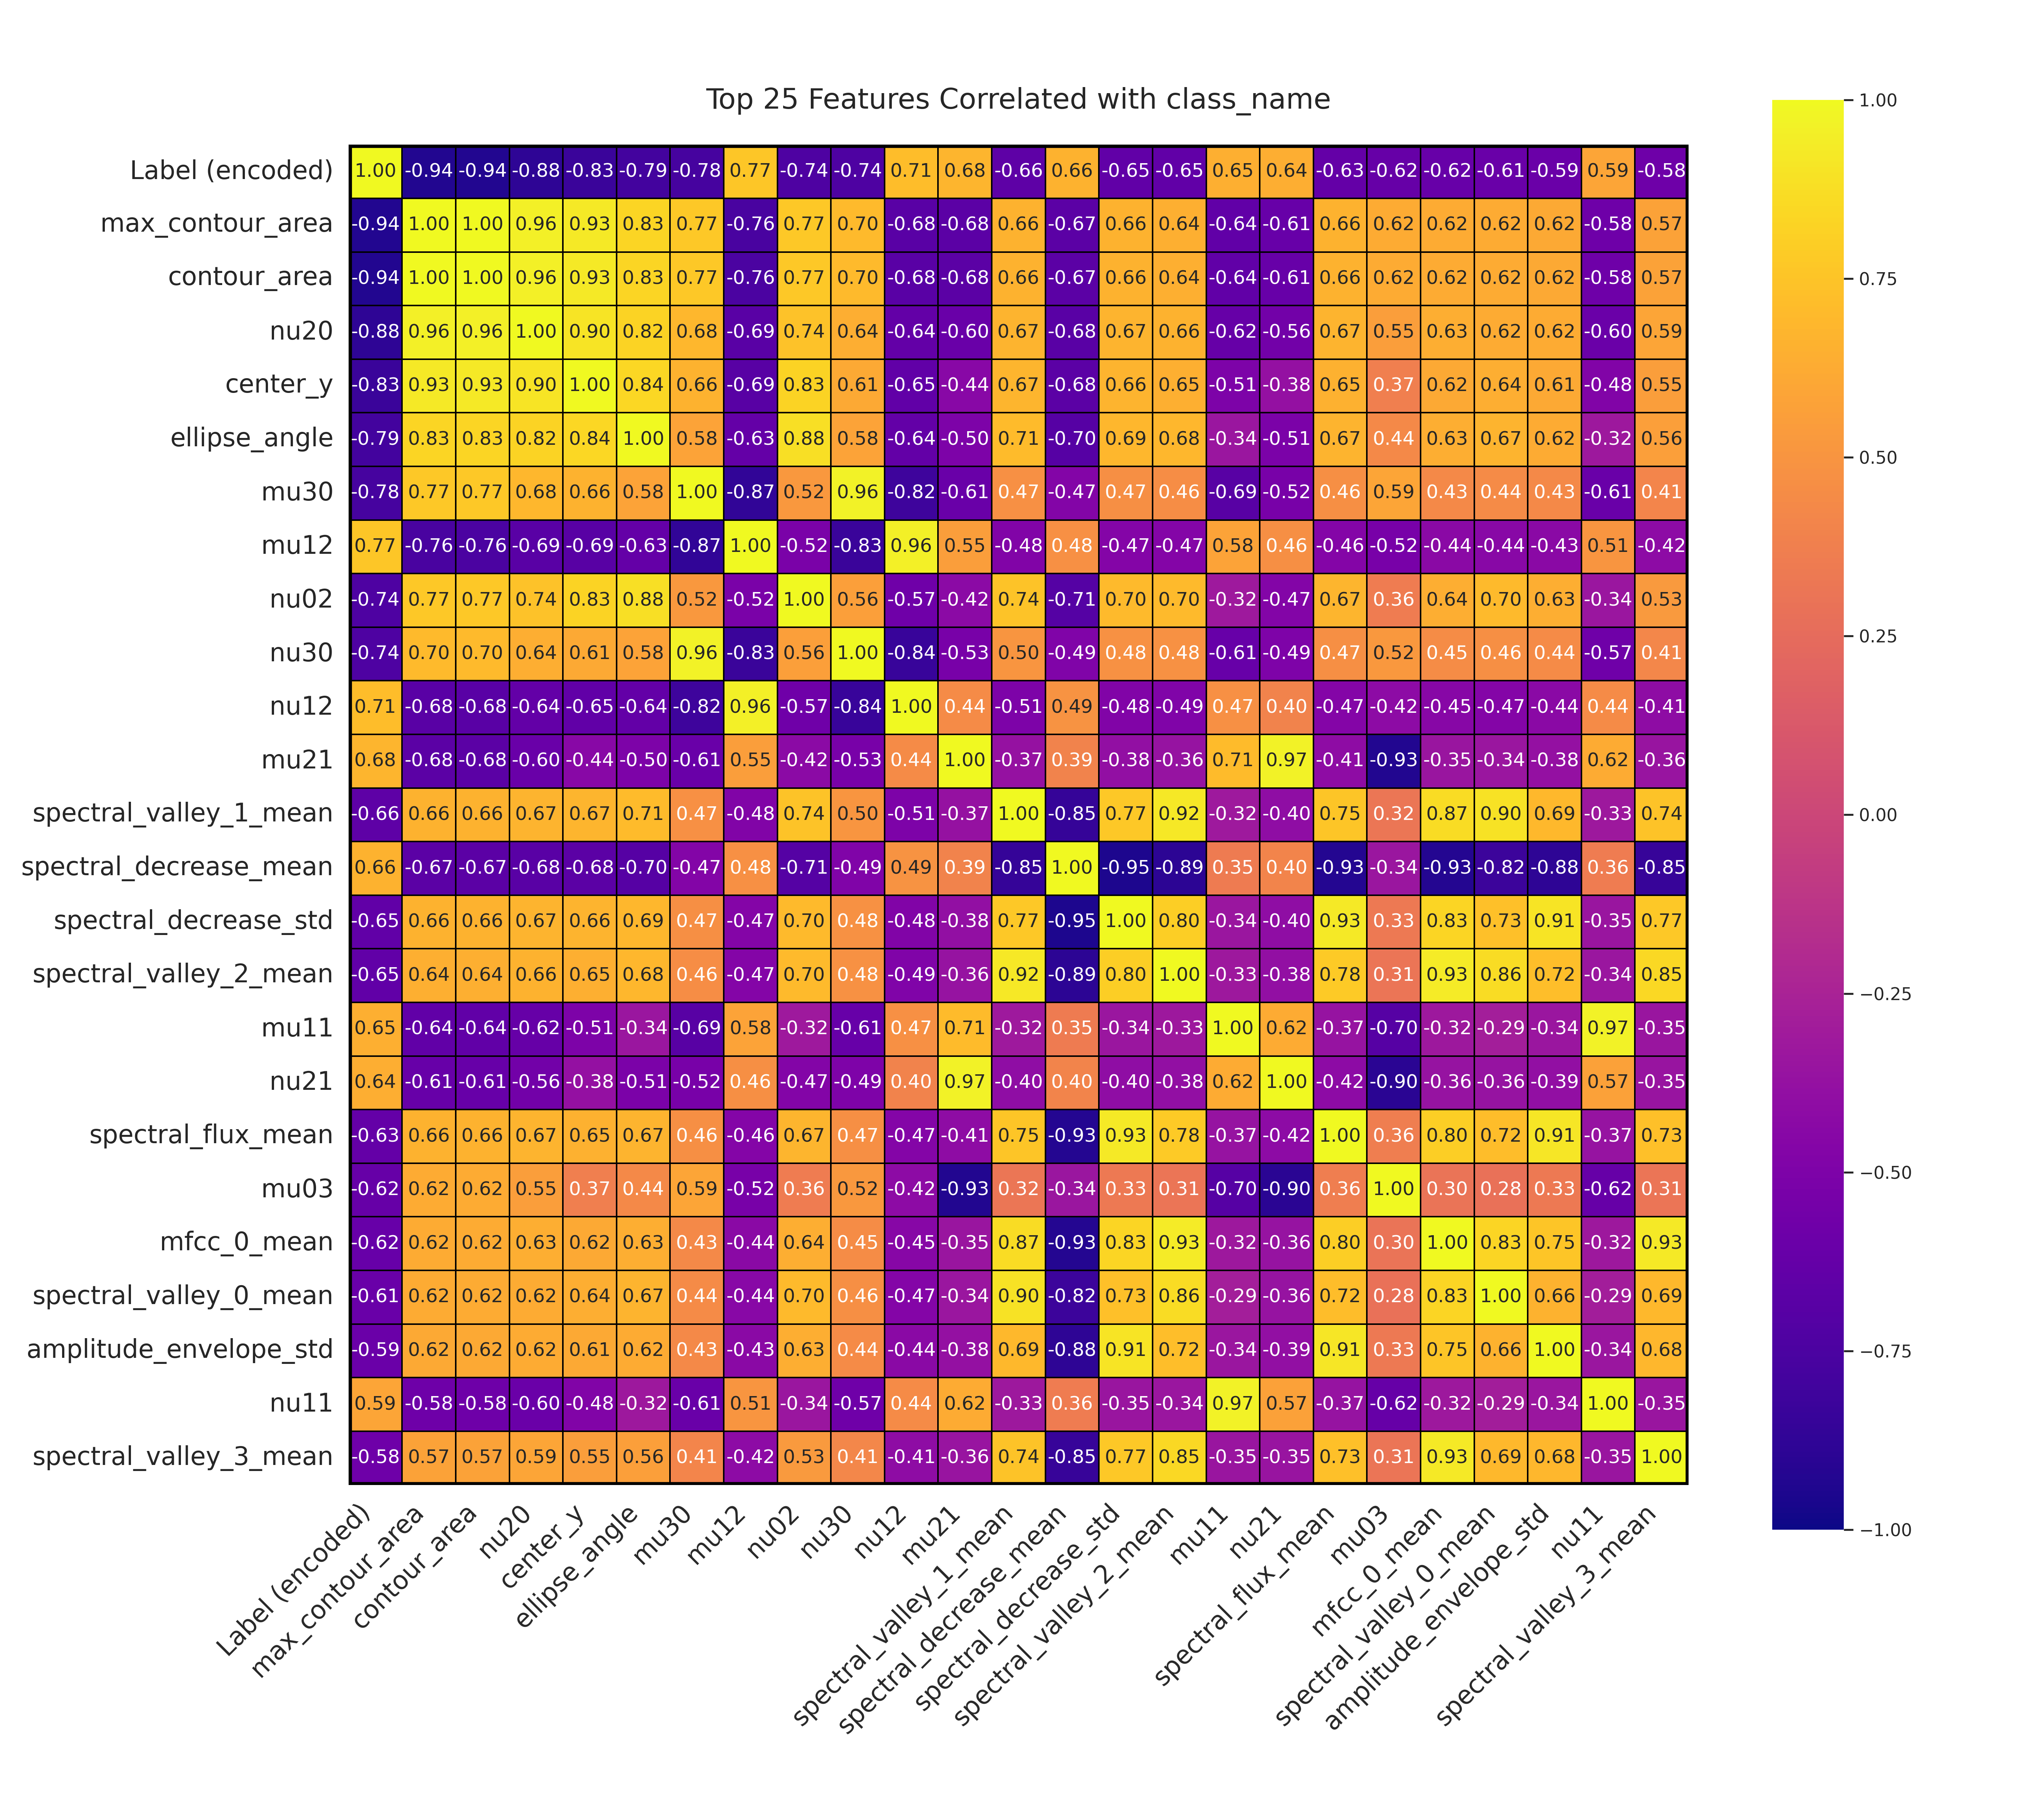 Top 25 Features Correlated with class_name
1.00
Label (encoded) 1.00 -0.94 -0.94 -0.88 -0.83 -0.79 -0.78 0.77 -0.74 -0.74 0.71 0.68 -0.66 0.66 -0.65 -0.65 0.65 0.64 -0.63 -0.62 -0.62 -0.61 -0.59 0.59 -0.58
max_contour_area -0.94 1.00 1.00 0.96 0.93 0.83 0.77 -0.76 0.77 0.70 -0.68 -0.68 0.66 -0.67 0.66 0.64 -0.64 -0.61 0.66 0.62 0.62 0.62 0.62 -0.58 0.57
contour_area -0.94 1.00 1.00 0.96 0.93 0.83 0.77 -0.76 0.77 0.70 -0.68 -0.68 0.66 -0.67 0.66 0.64 -0.64 -0.61 0.66 0.62 0.62 0.62 0.62 -0.58 0.57
0.75
nu20 -0.88 0.96 0.96 1.00 0.90 0.82 0.68 -0.69 0.74 0.64 -0.64 -0.60 0.67 -0.68 0.67 0.66 -0.62 -0.56 0.67 0.55 0.63 0.62 0.62 -0.60 0.59
center_y -0.83 0.93 0.93 0.90 1.00 0.84 0.66 -0.69 0.83 0.61 -0.65 -0.44 0.67 -0.68 0.66 0.65 -0.51 -0.38 0.65 0.37 0.62 0.64 0.61 -0.48 0.55
ellipse_angle -0.79 0.83 0.83 0.82 0.84 1.00 0.58 -0.63 0.88 0.58 -0.64 -0.50 0.71 -0.70 0.69 0.68 -0.34 -0.51 0.67 0.44 0.63 0.67 0.62 -0.32 0.56
0.50
mu30 -0.78 0.77 0.77 0.68 0.66 0.58 1.00 -0.87 0.52 0.96 -0.82 -0.61 0.47 -0.47 0.47 0.46 -0.69 -0.52 0.46 0.59 0.43 0.44 0.43 -0.61 0.41
mu12 0.77 -0.76 -0.76 -0.69 -0.69 -0.63 -0.87 1.00 -0.52 -0.83 0.96 0.55 -0.48 0.48 -0.47 -0.47 0.58 0.46 -0.46 -0.52 -0.44 -0.44 -0.43 0.51 -0.42
nu02 -0.74 0.77 0.77 0.74 0.83 0.88 0.52 -0.52 1.00 0.56 -0.57 -0.42 0.74 -0.71 0.70 0.70 -0.32 -0.47 0.67 0.36 0.64 0.70 0.63 -0.34 0.53
0.25
nu30 -0.74 0.70 0.70 0.64 0.61 0.58 0.96 -0.83 0.56 1.00 -0.84 -0.53 0.50 -0.49 0.48 0.48 -0.61 -0.49 0.47 0.52 0.45 0.46 0.44 -0.57 0.41
nu12 0.71 -0.68 -0.68 -0.64 -0.65 -0.64 -0.82 0.96 -0.57 -0.84 1.00 0.44 -0.51 0.49 -0.48 -0.49 0.47 0.40 -0.47 -0.42 -0.45 -0.47 -0.44 0.44 -0.41
mu21 0.68 -0.68 -0.68 -0.60 -0.44 -0.50 -0.61 0.55 -0.42 -0.53 0.44 1.00 -0.37 0.39 -0.38 -0.36 0.71 0.97 -0.41 -0.93 -0.35 -0.34 -0.38 0.62 -0.36
spectral_valley_1_mean -0.66 0.66 0.66 0.67 0.67 0.71 0.47 -0.48 0.74 0.50 -0.51 -0.37 1.00 -0.85 0.77 0.92 -0.32 -0.40 0.75 0.32 0.87 0.90 0.69 -0.33 0.74
0.00
spectral_decrease_mean 0.66 -0.67 -0.67 -0.68 -0.68 -0.70 -0.47 0.48 -0.71 -0.49 0.49 0.39 -0.85 1.00 -0.95 -0.89 0.35 0.40 -0.93 -0.34 -0.93 -0.82 -0.88 0.36 -0.85
spectral_decrease_std -0.65 0.66 0.66 0.67 0.66 0.69 0.47 -0.47 0.70 0.48 -0.48 -0.38 0.77 -0.95 1.00 0.80 -0.34 -0.40 0.93 0.33 0.83 0.73 0.91 -0.35 0.77
spectral_valley_2_mean -0.65 0.64 0.64 0.66 0.65 0.68 0.46 -0.47 0.70 0.48 -0.49 -0.36 0.92 -0.89 0.80 1.00 -0.33 -0.38 0.78 0.31 0.93 0.86 0.72 -0.34 0.85
−0.25
mu11 0.65 -0.64 -0.64 -0.62 -0.51 -0.34 -0.69 0.58 -0.32 -0.61 0.47 0.71 -0.32 0.35 -0.34 -0.33 1.00 0.62 -0.37 -0.70 -0.32 -0.29 -0.34 0.97 -0.35
nu21 0.64 -0.61 -0.61 -0.56 -0.38 -0.51 -0.52 0.46 -0.47 -0.49 0.40 0.97 -0.40 0.40 -0.40 -0.38 0.62 1.00 -0.42 -0.90 -0.36 -0.36 -0.39 0.57 -0.35
spectral_flux_mean -0.63 0.66 0.66 0.67 0.65 0.67 0.46 -0.46 0.67 0.47 -0.47 -0.41 0.75 -0.93 0.93 0.78 -0.37 -0.42 1.00 0.36 0.80 0.72 0.91 -0.37 0.73
−0.50
mu03 -0.62 0.62 0.62 0.55 0.37 0.44 0.59 -0.52 0.36 0.52 -0.42 -0.93 0.32 -0.34 0.33 0.31 -0.70 -0.90 0.36 1.00 0.30 0.28 0.33 -0.62 0.31
mfcc_0_mean -0.62 0.62 0.62 0.63 0.62 0.63 0.43 -0.44 0.64 0.45 -0.45 -0.35 0.87 -0.93 0.83 0.93 -0.32 -0.36 0.80 0.30 1.00 0.83 0.75 -0.32 0.93
spectral_valley_0_mean -0.61 0.62 0.62 0.62 0.64 0.67 0.44 -0.44 0.70 0.46 -0.47 -0.34 0.90 -0.82 0.73 0.86 -0.29 -0.36 0.72 0.28 0.83 1.00 0.66 -0.29 0.69
amplitude_envelope_std -0.59 0.62 0.62 0.62 0.61 0.62 0.43 -0.43 0.63 0.44 -0.44 -0.38 0.69 -0.88 0.91 0.72 -0.34 -0.39 0.91 0.33 0.75 0.66 1.00 -0.34 0.68
−0.75
nu11 0.59 -0.58 -0.58 -0.60 -0.48 -0.32 -0.61 0.51 -0.34 -0.57 0.44 0.62 -0.33 0.36 -0.35 -0.34 0.97 0.57 -0.37 -0.62 -0.32 -0.29 -0.34 1.00 -0.35
spectral_valley_3_mean -0.58 0.57 0.57 0.59 0.55 0.56 0.41 -0.42 0.53 0.41 -0.41 -0.36 0.74 -0.85 0.77 0.85 -0.35 -0.35 0.73 0.31 0.93 0.69 0.68 -0.35 1.00
−1.00
Label (encoded)
max_contour_area
contour_area
nu20
center_y
ellipse_angle
mu30
mu12
nu02
nu30
nu12
mu21
spectral_valley_1_mean
spectral_decrease_mean
spectral_decrease_std
spectral_valley_2_mean
mu11
nu21
spectral_flux_mean
mu03
mfcc_0_mean
spectral_valley_0_mean
amplitude_envelope_std
nu11
spectral_valley_3_mean